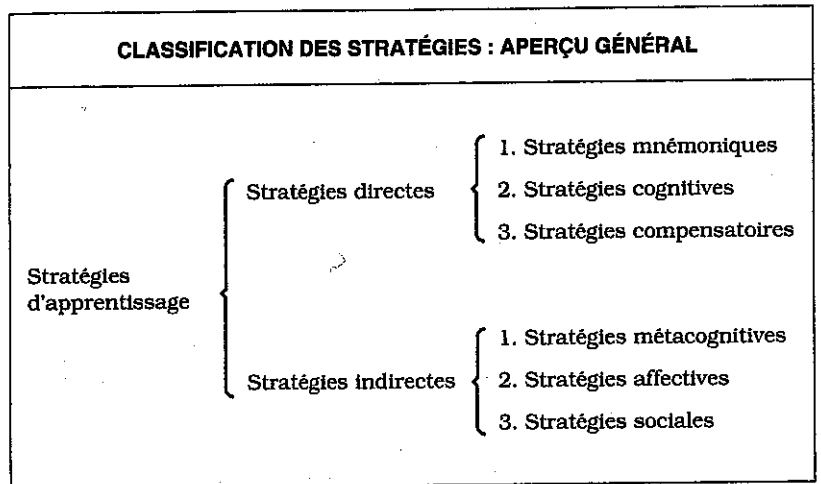 CLASSIFICATION DES STRATÉGIES : APERÇU GÉNÉRAL
Stratégies
d'apprentissage
Stratégies directes
1. Stratégies mnémoniques
2. Stratégies cognitives
3. Stratégies compensatoires
Stratégies indirectes
1. Stratégies métacognitives
2. Stratégies affectives
3. Stratégies sociales